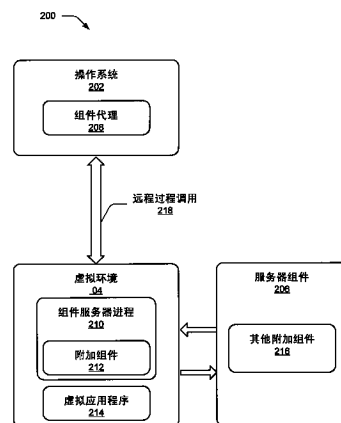 200
操作系统
202
组件代理
208
远程过程调用
218
虚拟环境
04
组件服务器进程
210
附加组件
212
虚拟应用程序
214
服务器组件
206
其他附加组件
216